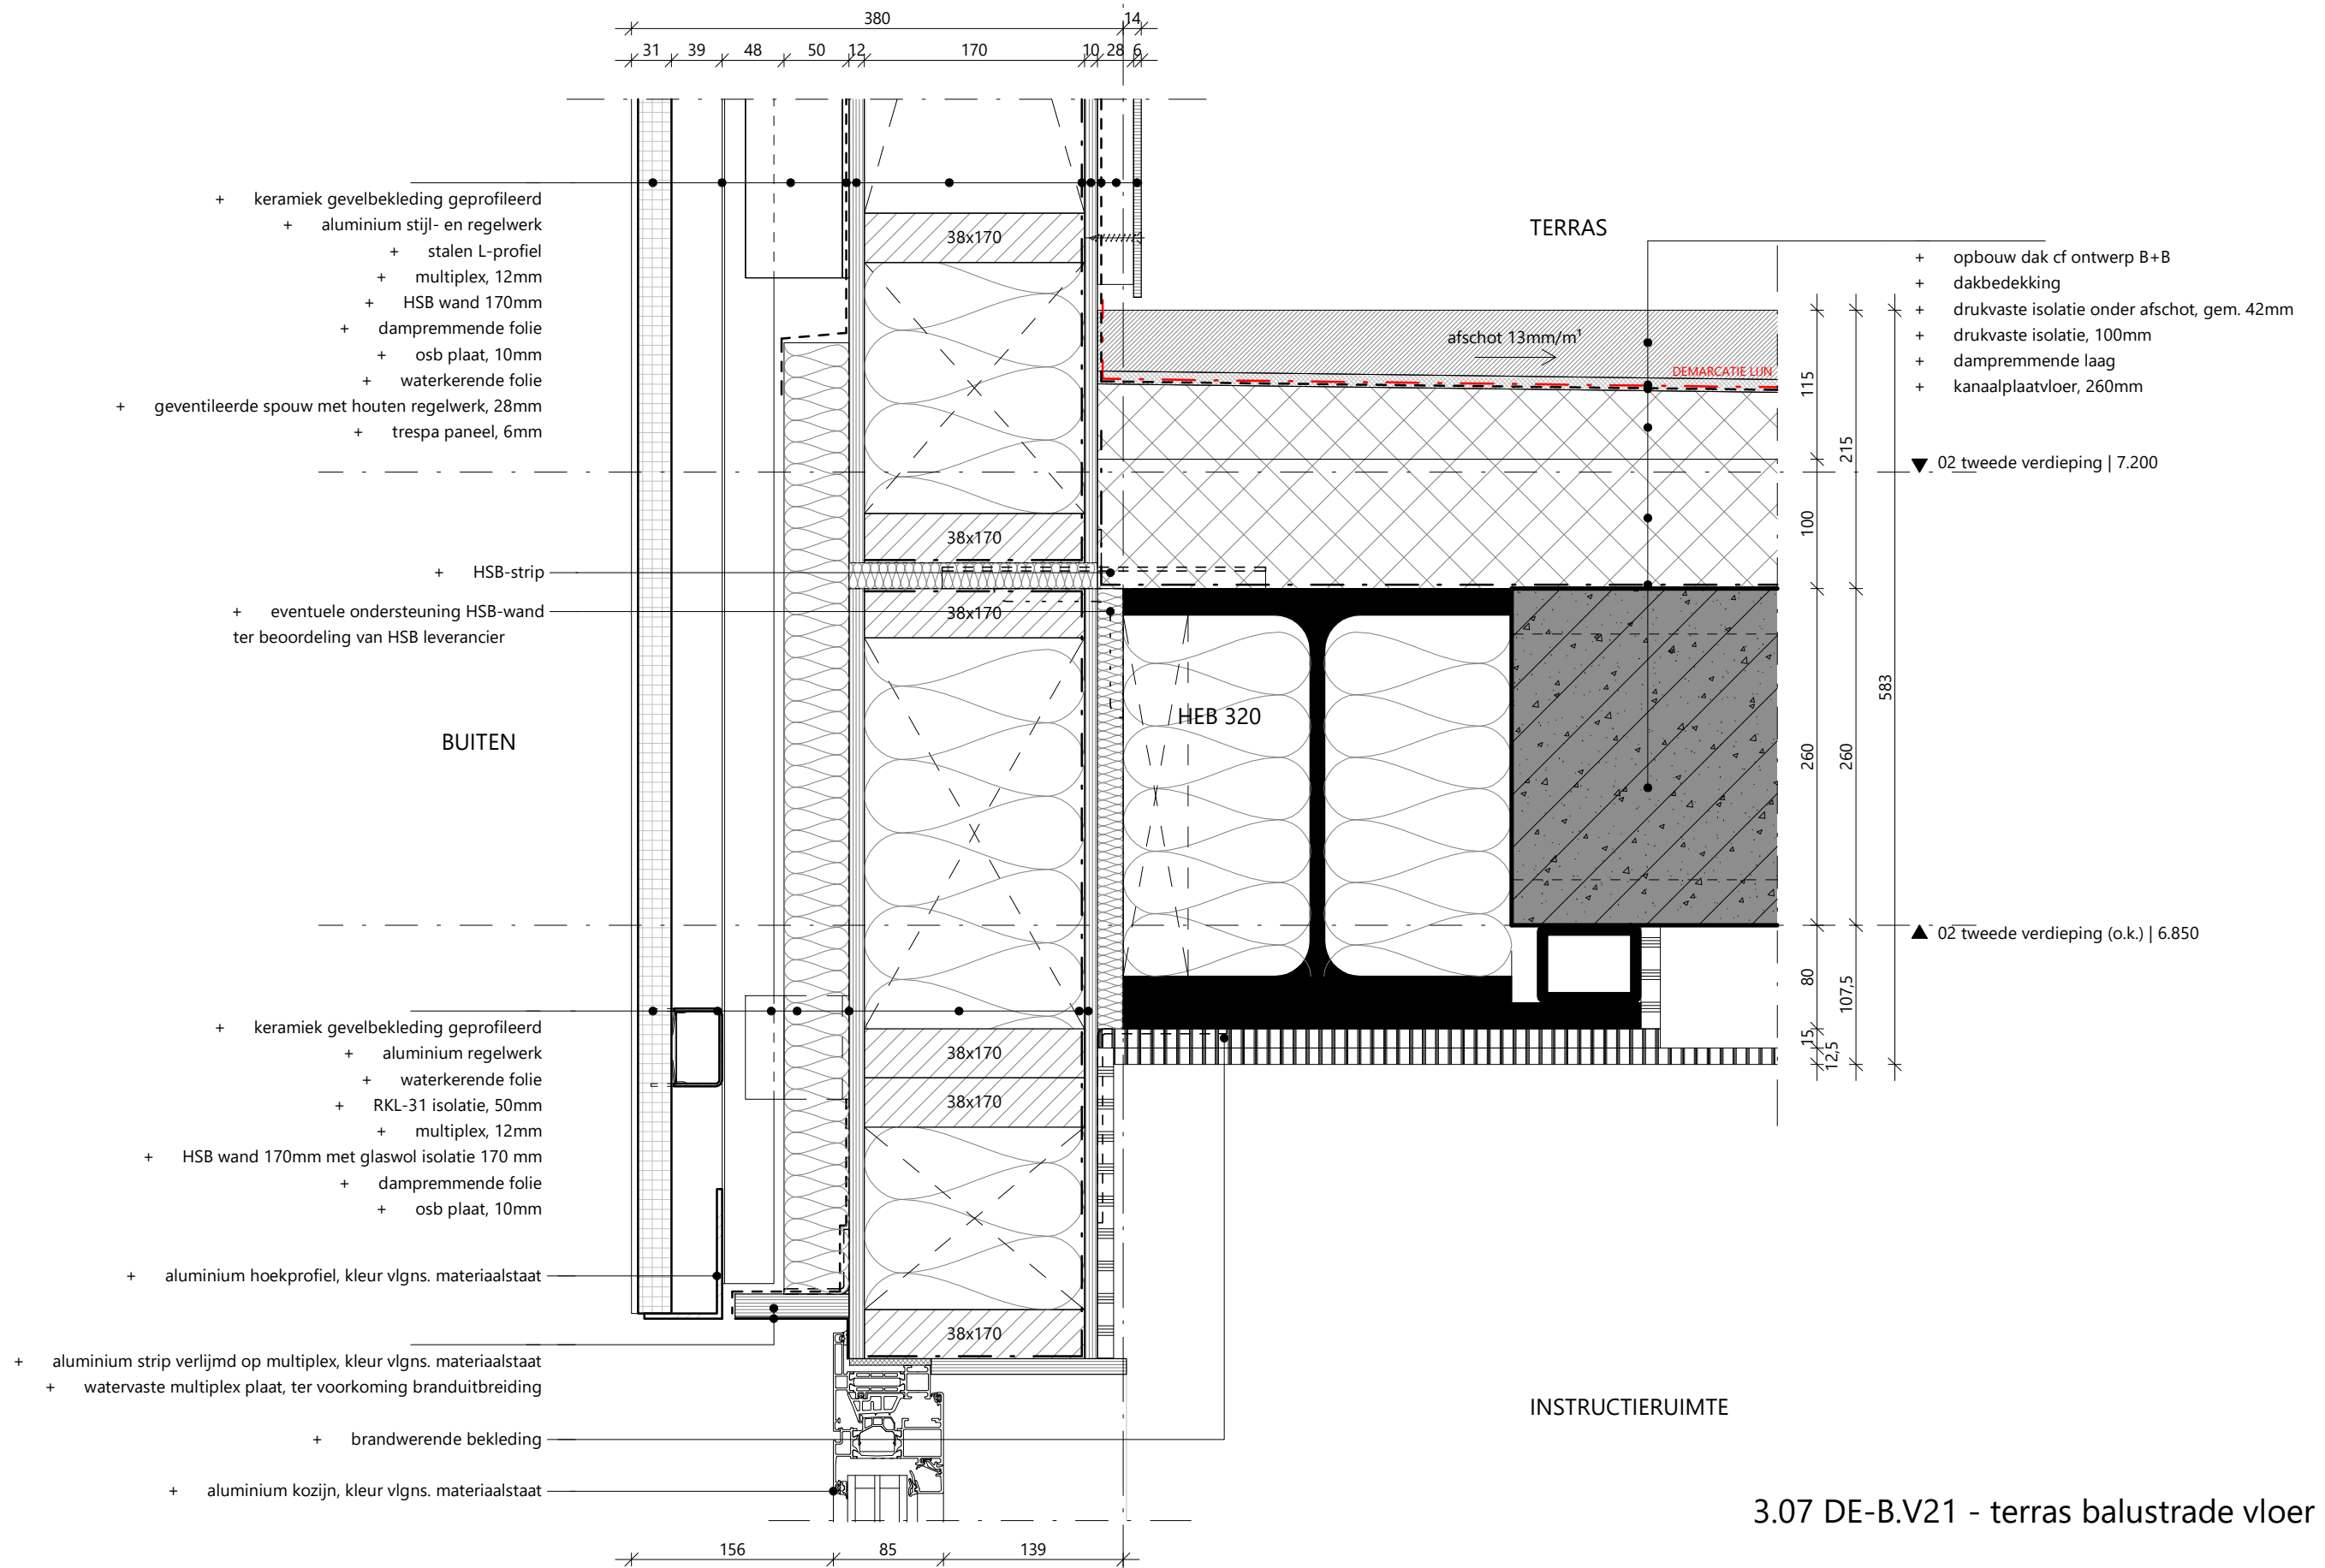 380
14
31 39 48 50 12 170 10 28 6
+ keramiek gevelbekleding geprofileerd
+ aluminium stijl- en regelwerk
+ stalen L-profiel
+ multiplex, 12mm
+ HSB wand 170mm
+ dampremmende folie
+ osb plaat, 10mm
+ waterkerende folie
+ geventileerde spouw met houten regelwerk, 28mm
+ trespa paneel, 6mm
38x170
TERRAS
+ opbouw dak cf ontwerp B+B
+ dakbedekking
+ drukvaste isolatie onder afschot, gem. 42mm
+ drukvaste isolatie, 100mm
+ dampremmende laag
+ kanaalplaatvloer, 260mm
afschot 13mm/m¹
DEMARCATIE LIJN
115
215
02 tweede verdieping | 7.200
100
38x170
+ HSB-strip
+ eventuele ondersteuning HSB-wand
ter beoordeling van HSB leverancier
38x170
583
HEB 320
BUITEN
260
260
02 tweede verdieping (o.k.) | 6.850
80
107,5
15
12,5
+ keramiek gevelbekleding geprofileerd
+ aluminium regelwerk
+ waterkerende folie
+ RKL-31 isolatie, 50mm
+ multiplex, 12mm
+ HSB wand 170mm met glaswol isolatie 170 mm
+ dampremmende folie
+ osb plaat, 10mm
38x170
38x170
+ aluminium hoekprofiel, kleur vlgns. materiaalstaat
38x170
+ aluminium strip verlijmd op multiplex, kleur vlgns. materiaalstaat
+ watervaste multiplex plaat, ter voorkoming branduitbreiding
INSTRUCTIERUIMTE
+ brandwerende bekleding
+ aluminium kozijn, kleur vlgns. materiaalstaat
3.07 DE-B.V21 - terras balustrade vloer
156 85 139